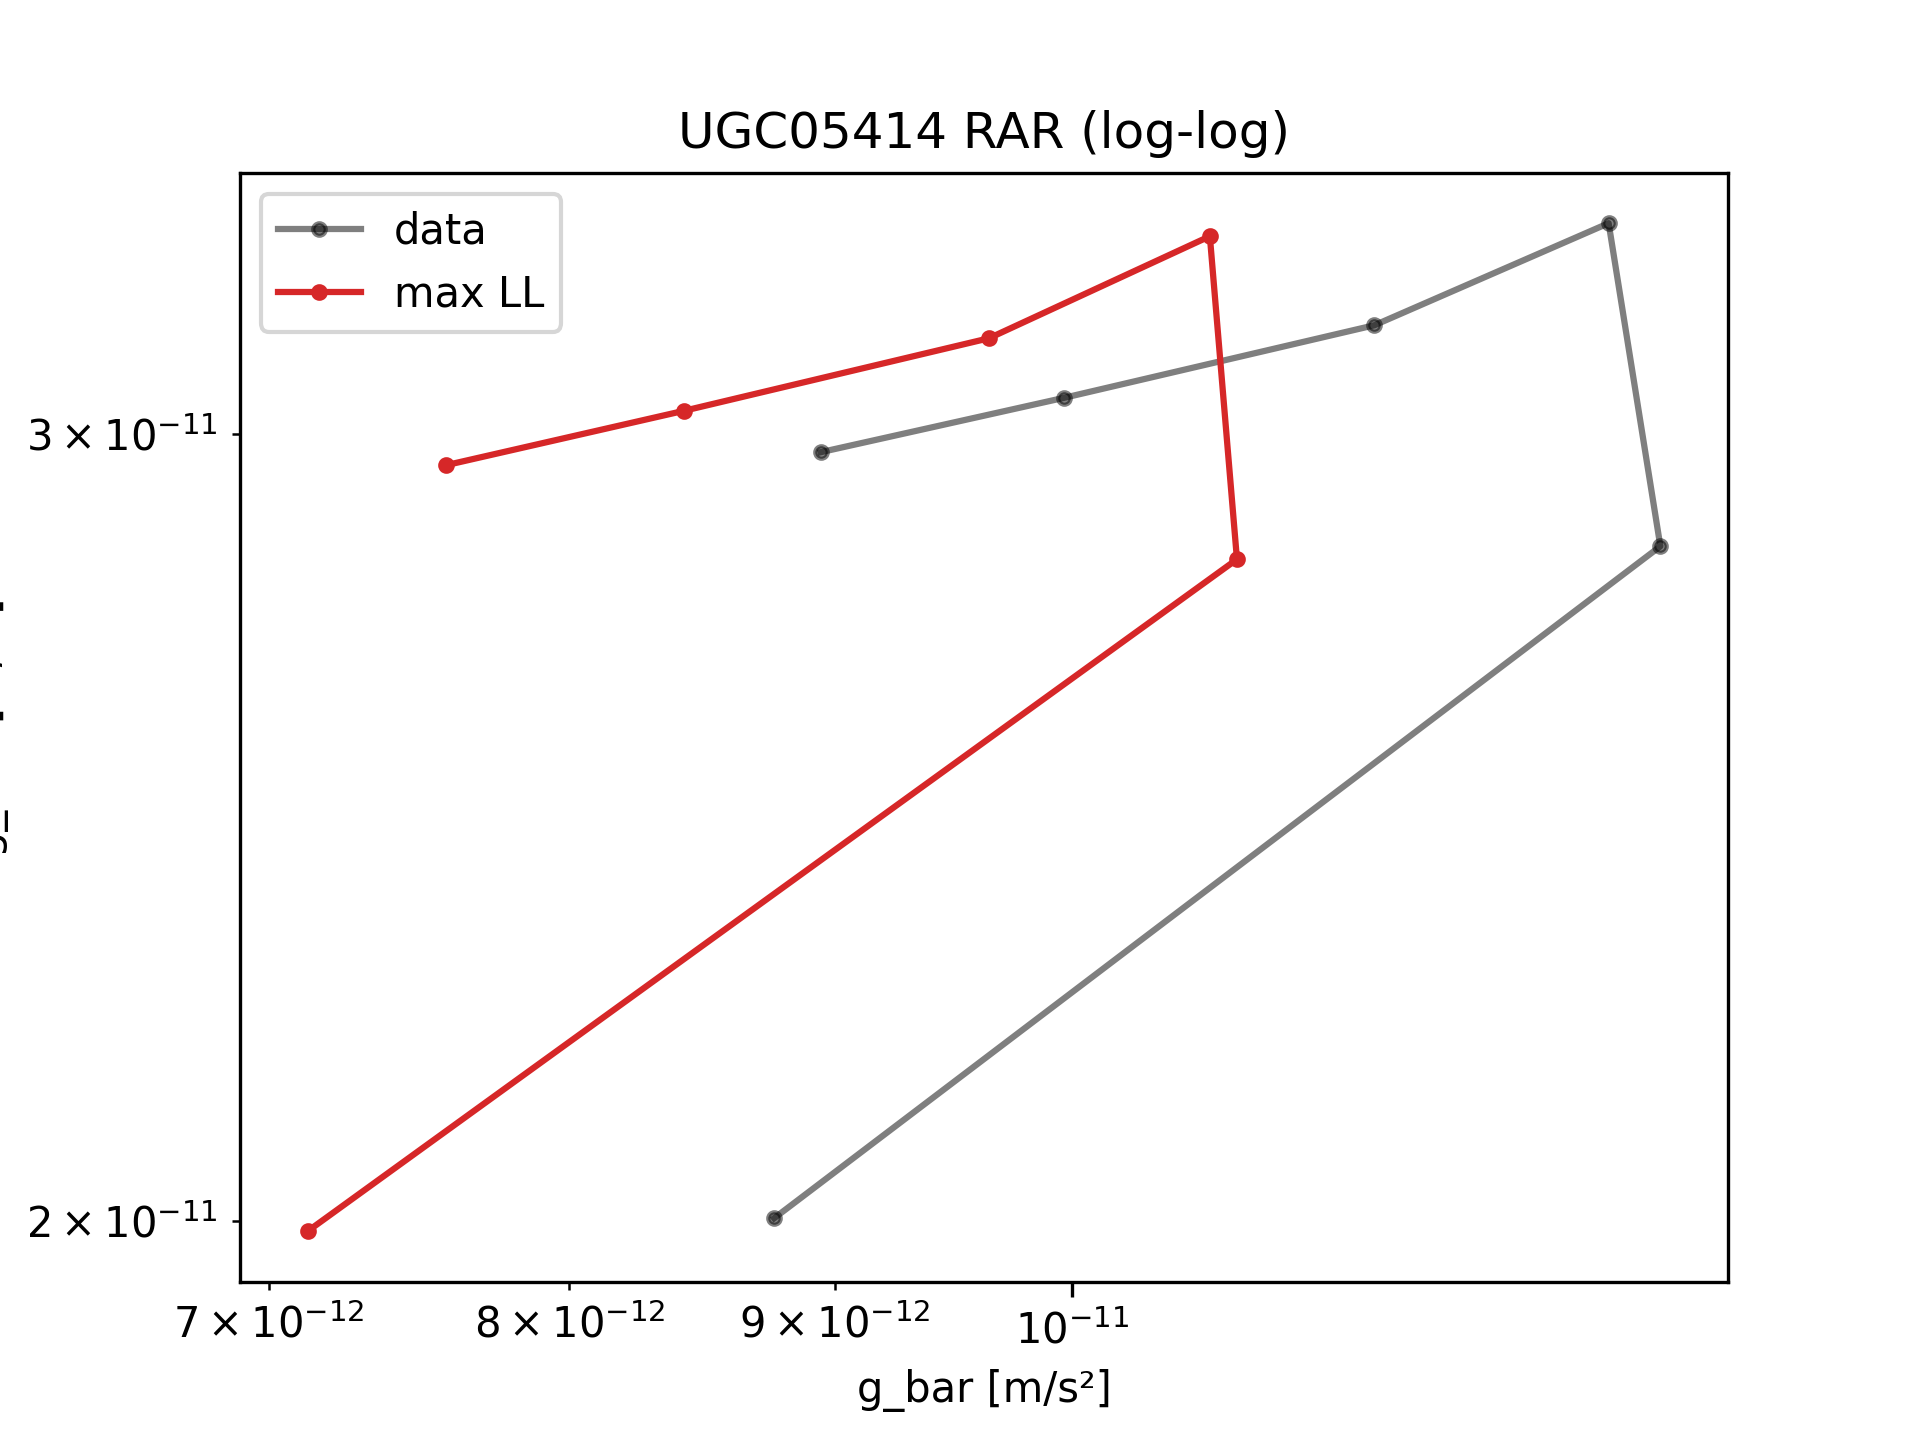 UGC05414 RAR (log-log)
data
max LL
3 × 10⁻¹¹
2 × 10⁻¹¹
7 × 10⁻¹²
8 × 10⁻¹²
9 × 10⁻¹²
10⁻¹¹
g_bar [m/s²]